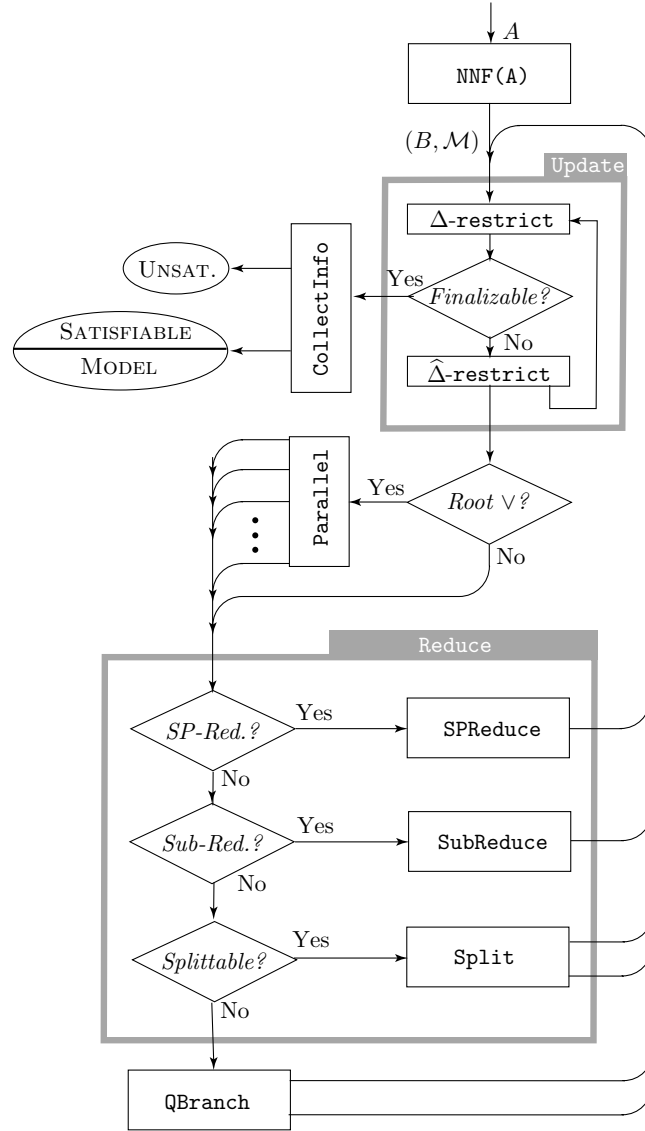 A
NNF(A)
(B, ℳ)
Update
Δ-restrict
UNSAT.
CollectInfo
Yes
Finalizable?
SATISFIABLE
MODEL
No
Δ̂-restrict
Parallel
Yes
Root ∨?
No
Reduce
SP-Red.?
Yes
SPReduce
No
Sub-Red.?
Yes
SubReduce
No
Splittable?
Yes
Split
No
QBranch